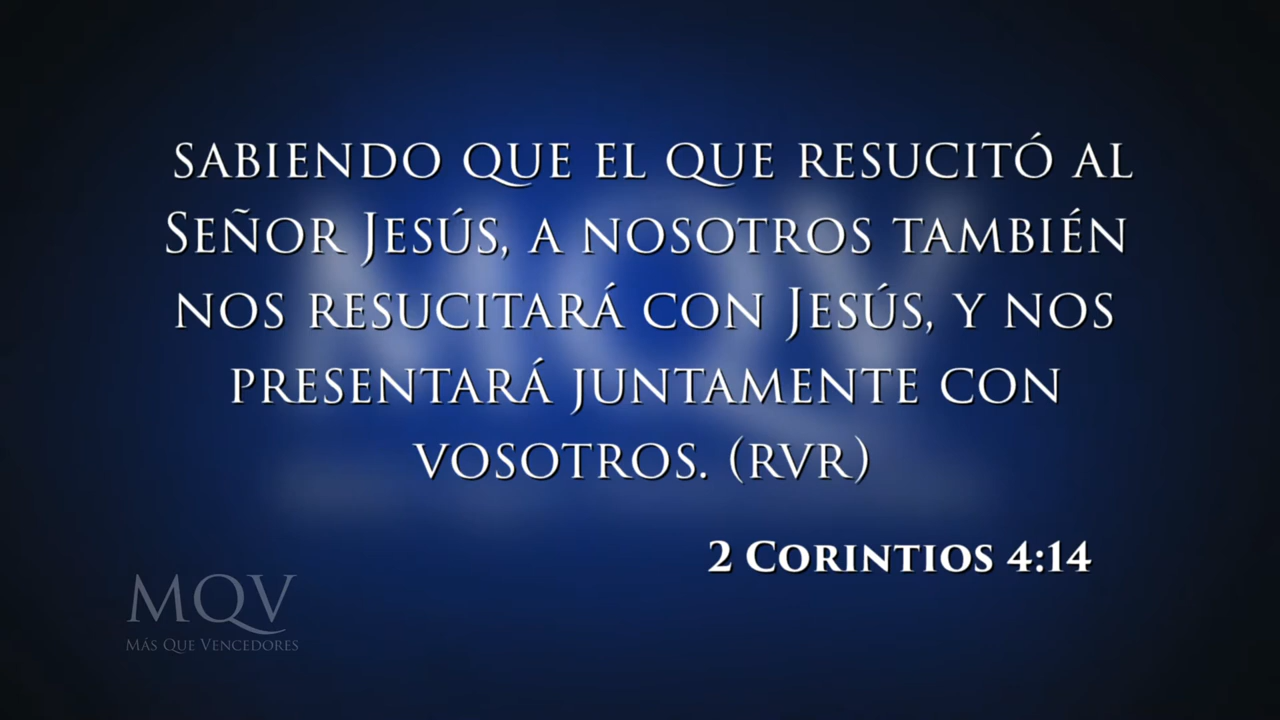 sabiendo que el que resucitó al
Señor Jesús, a nosotros también
nos resucitará con Jesús, y nos
presentará juntamente con
vosotros. (rvr)
2 Corintios 4:14
MQV
Más Que Vencedores